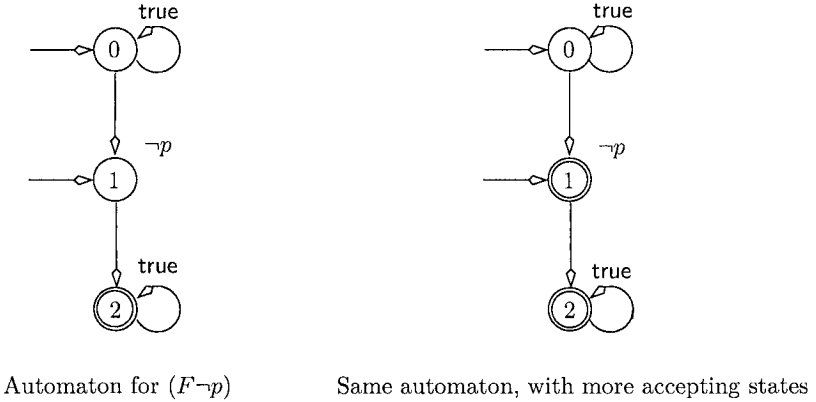 true true
0 0
¬p ¬p
1 1
true true
2 2
Automaton for (F¬p) Same automaton, with more accepting states